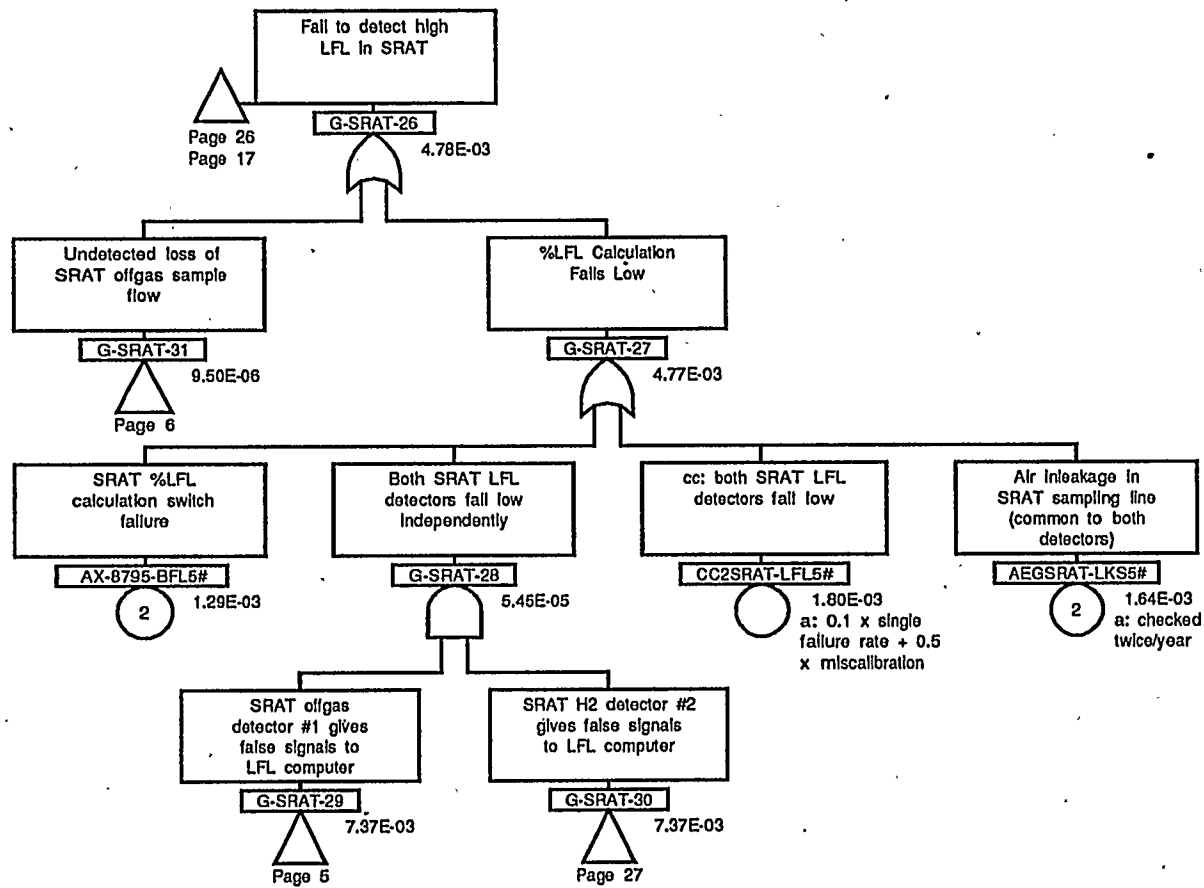 Fail to detect high
LFL in SRAT
Page 26
Page 17
G-SRAT-26
4.78E-03
Undetected loss of
SRAT offgas sample
flow
G-SRAT-31
9.50E-06
Page 6
%LFL Calculation
Fails Low
G-SRAT-27
4.77E-03
SRAT %LFL
calculation switch
failure
AX-8795-BFL5#
2
1.29E-03
Both SRAT LFL
detectors fail low
independently
G-SRAT-28
5.45E-05
cc: both SRAT LFL
detectors fail low
CC2SRAT-LFL5#
1.80E-03
a: 0.1 x single
failure rate + 0.5
x miscalibration
Air inleakage in
SRAT sampling line
(common to both
detectors)
AEGSRAT-LKS5#
2
1.64E-03
a: checked
twice/year
SRAT offgas
detector #1 gives
false signals to
LFL computer
G-SRAT-29
7.37E-03
Page 5
SRAT H2 detector #2
gives false signals
to LFL computer
G-SRAT-30
7.37E-03
Page 27